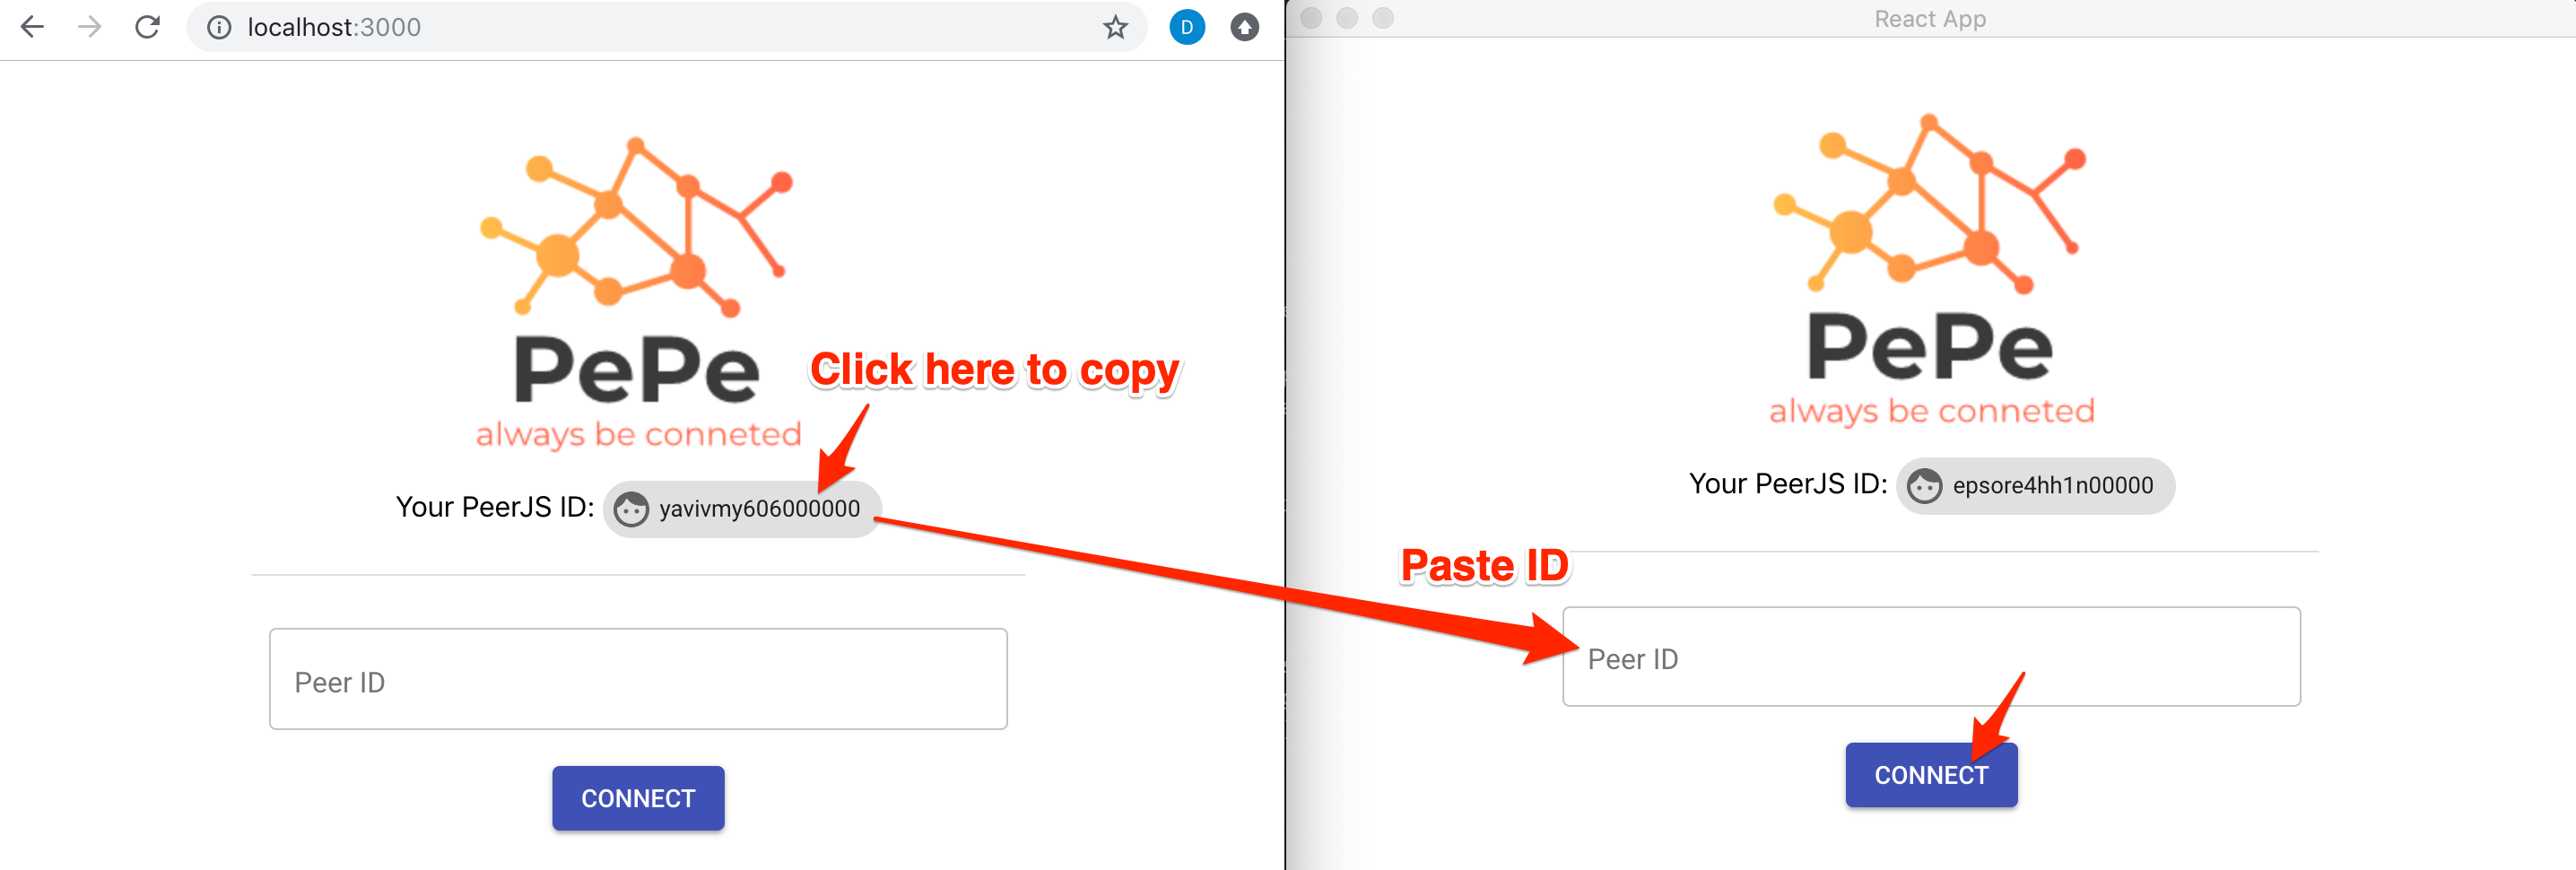 localhost:3000
D
PePe
always be conneted
Click here to copy
Your PeerJS ID: yavivmy606000000
Peer ID
CONNECT
React App
PePe
always be conneted
Your PeerJS ID: epsore4hh1n00000
Paste ID
Peer ID
CONNECT